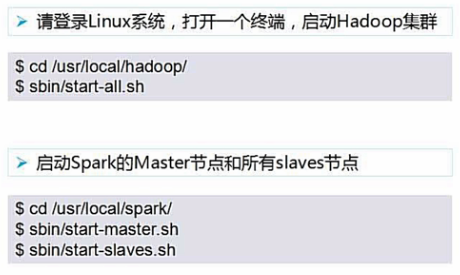 ➢ 请登录Linux系统，打开一个终端，启动Hadoop集群
$ cd /usr/local/hadoop/
$ sbin/start-all.sh
➢ 启动Spark的Master节点和所有slaves节点
$ cd /usr/local/spark/
$ sbin/start-master.sh
$ sbin/start-slaves.sh